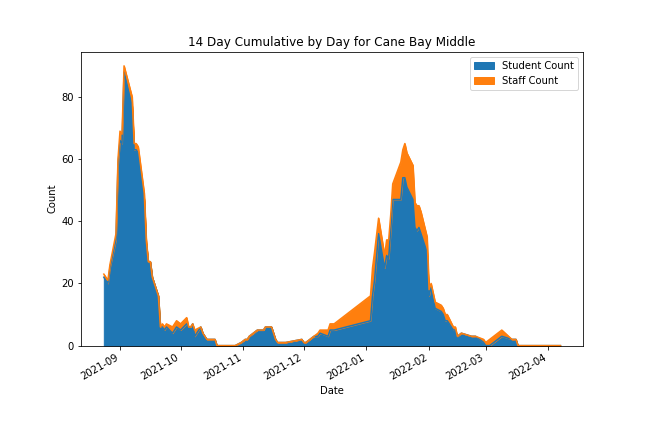 14 Day Cumulative by Day for Cane Bay Middle
Student Count
Staff Count
80
60
40
20
0
Count
2021-09
2021-10
2021-11
2021-12
2022-01
2022-02
2022-03
2022-04
Date